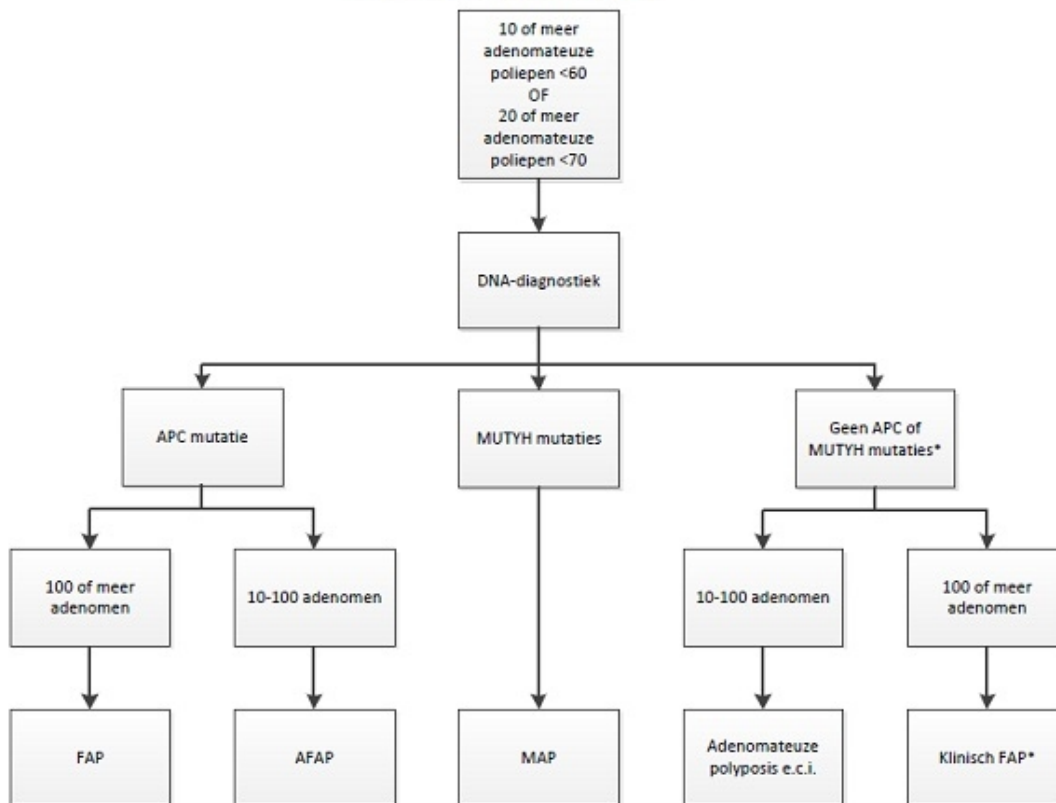 10 of meer
adenomateuze
poliepen <60
OF
20 of meer
adenomateuze
poliepen <70
DNA-diagnostiek
APC mutatie
MUTYH mutaties
Geen APC of
MUTYH mutaties*
100 of meer
adenomen
10-100 adenomen
10-100 adenomen
100 of meer
adenomen
FAP
AFAP
MAP
Adenomateuze
polyposis e.c.i.
Klinisch FAP*